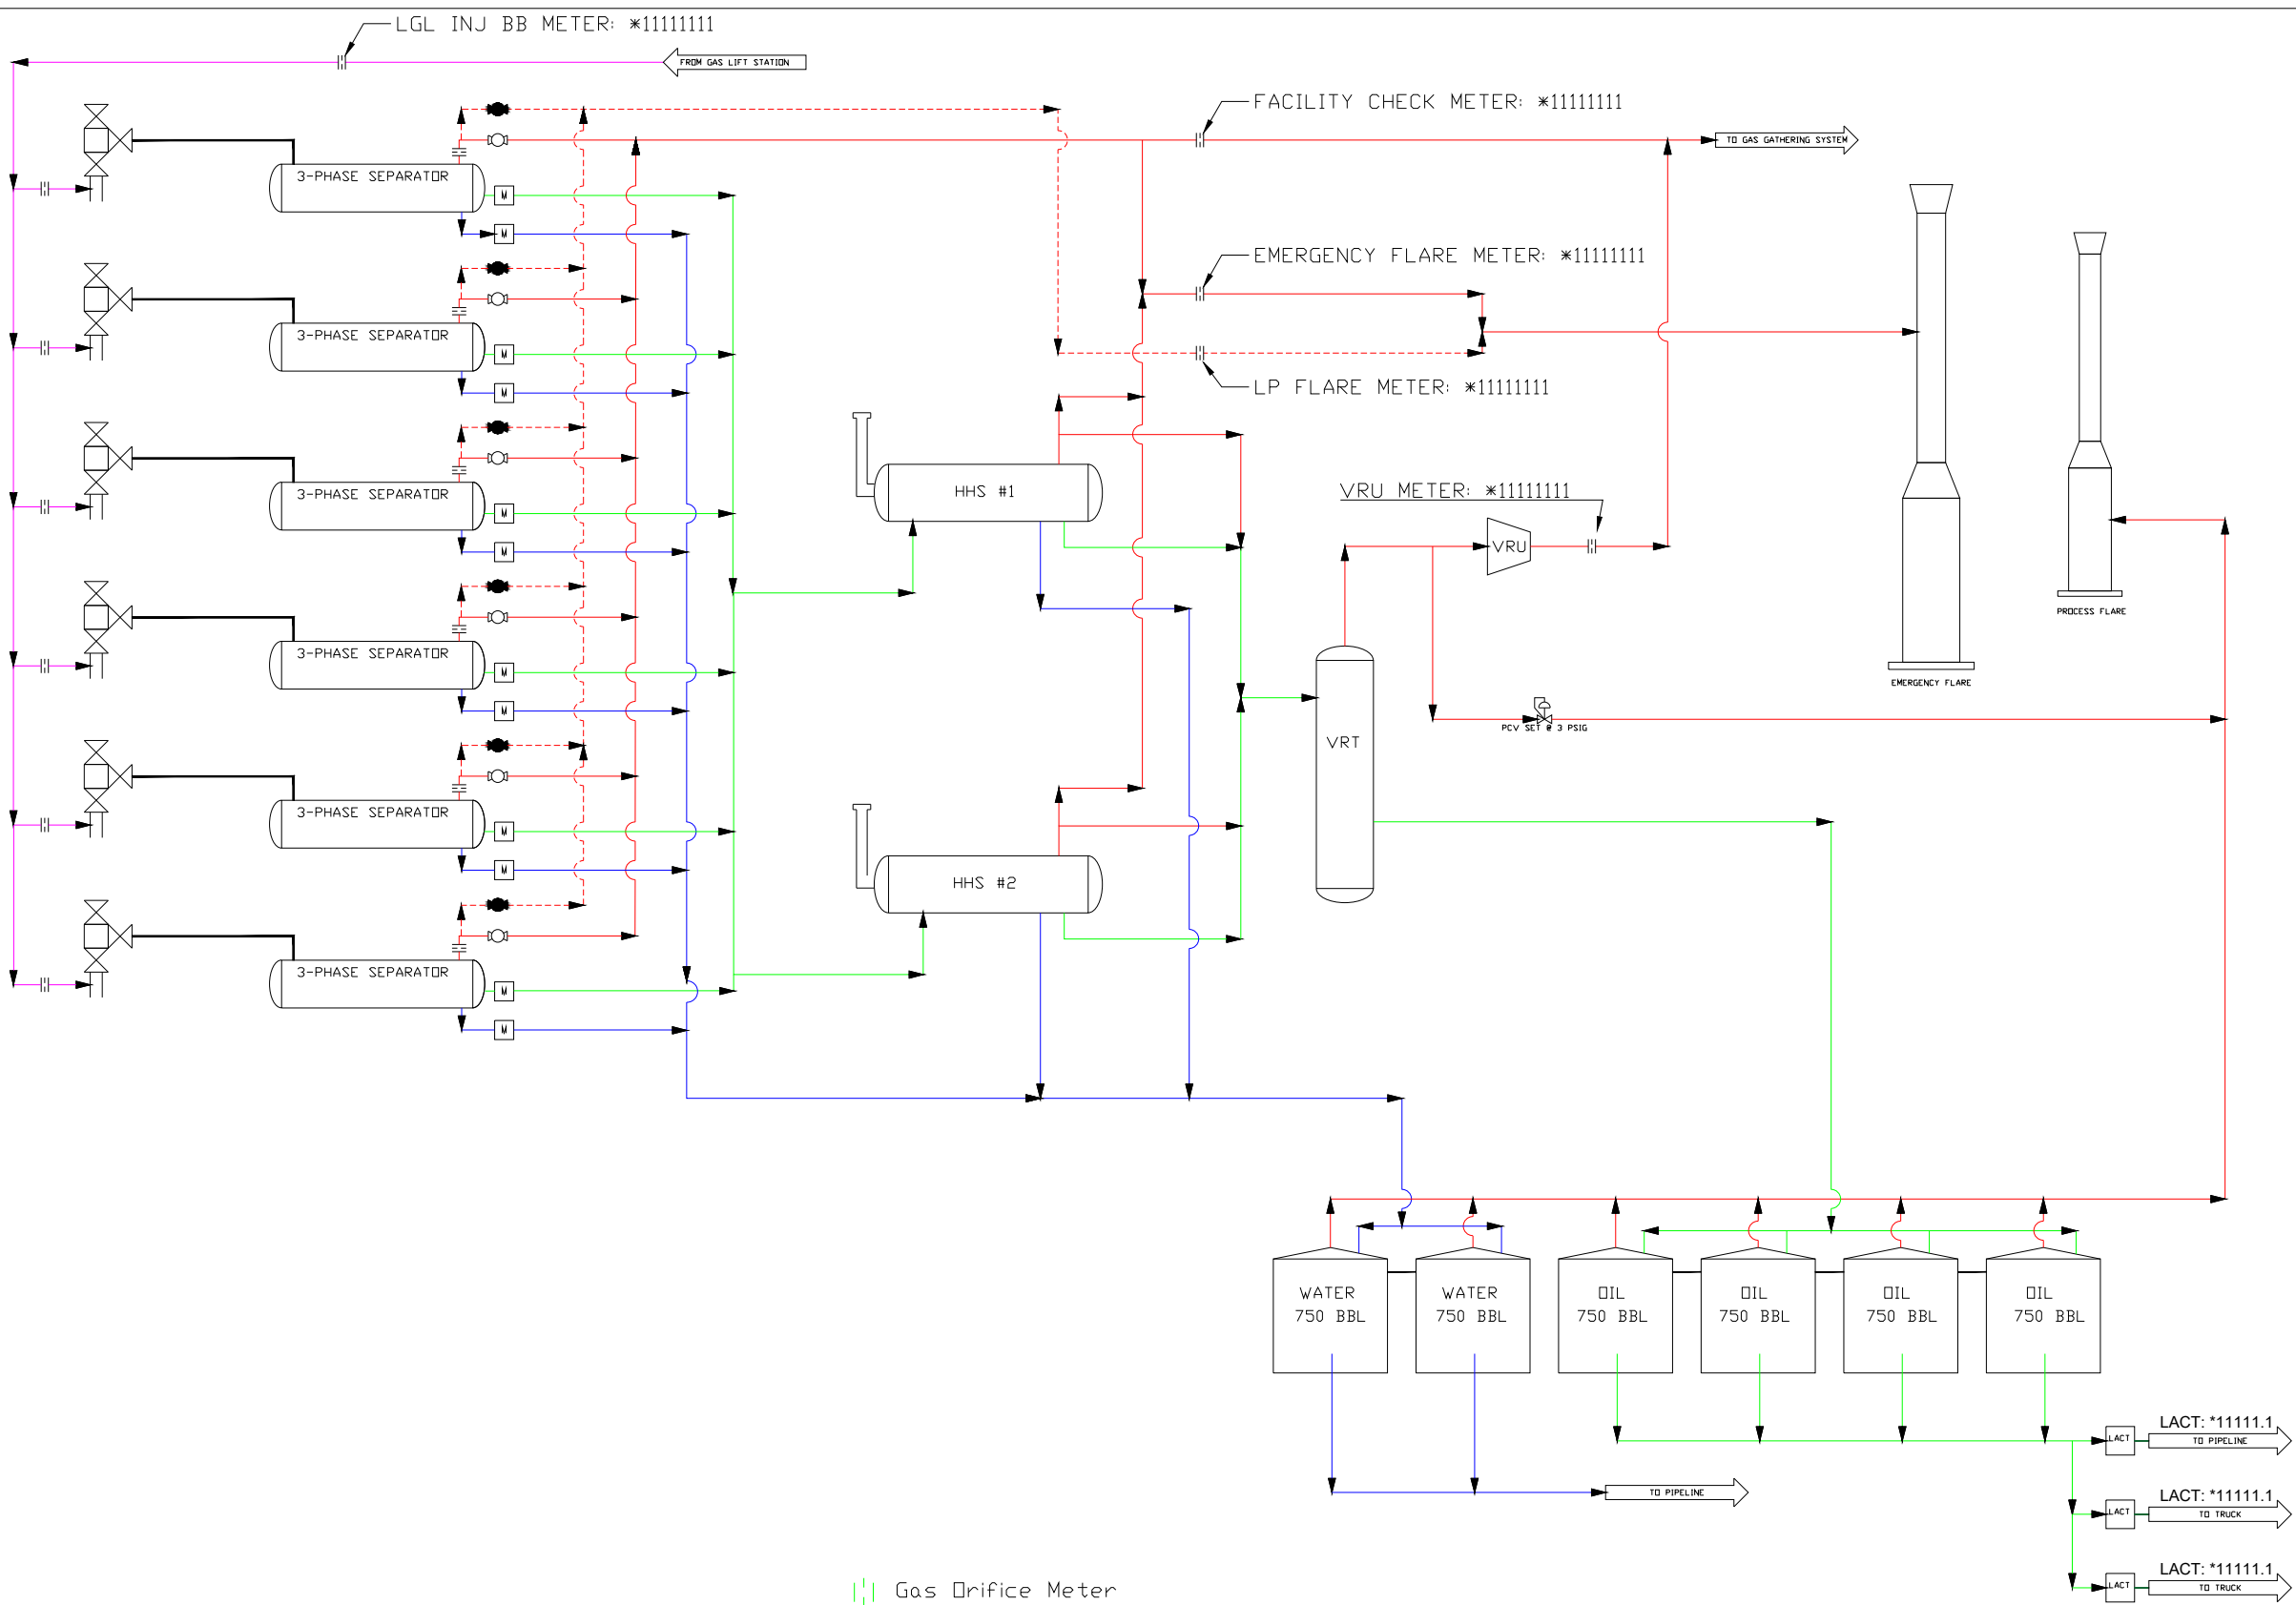 LGL INJ BB METER: *11111111
FROM GAS LIFT STATION
FACILITY CHECK METER: *11111111
TO GAS GATHERING SYSTEM
3-PHASE SEPARATOR
M
M
EMERGENCY FLARE METER: *11111111
3-PHASE SEPARATOR
M
M
LP FLARE METER: *11111111
3-PHASE SEPARATOR
M
M
HHS #1
VRU METER: *11111111
VRU
PROCESS FLARE
3-PHASE SEPARATOR
M
M
EMERGENCY FLARE
PCV SET @ 3 PSIG
VRT
3-PHASE SEPARATOR
M
M
HHS #2
3-PHASE SEPARATOR
M
M
WATER
750 BBL
WATER
750 BBL
OIL
750 BBL
OIL
750 BBL
OIL
750 BBL
OIL
750 BBL
LACT: *11111.1
LACT
TO PIPELINE
TO PIPELINE
LACT: *11111.1
LACT
TO TRUCK
LACT: *11111.1
LACT
TO TRUCK
Gas Orifice Meter